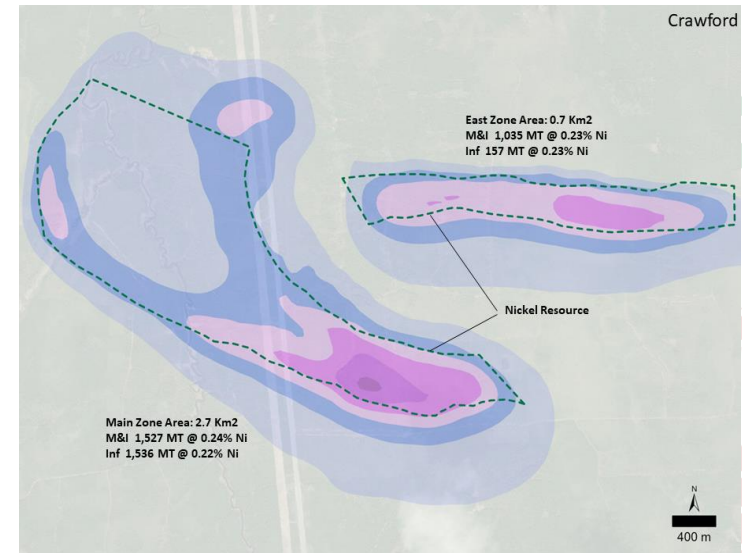 Crawford
East Zone Area: 0.7 Km2
M&I  1,035 MT @ 0.23% Ni
Inf  157 MT @ 0.23% Ni
Nickel Resource
Main Zone Area: 2.7 Km2
M&I  1,527 MT @ 0.24% Ni
Inf  1,536 MT @ 0.22% Ni
N
400 m